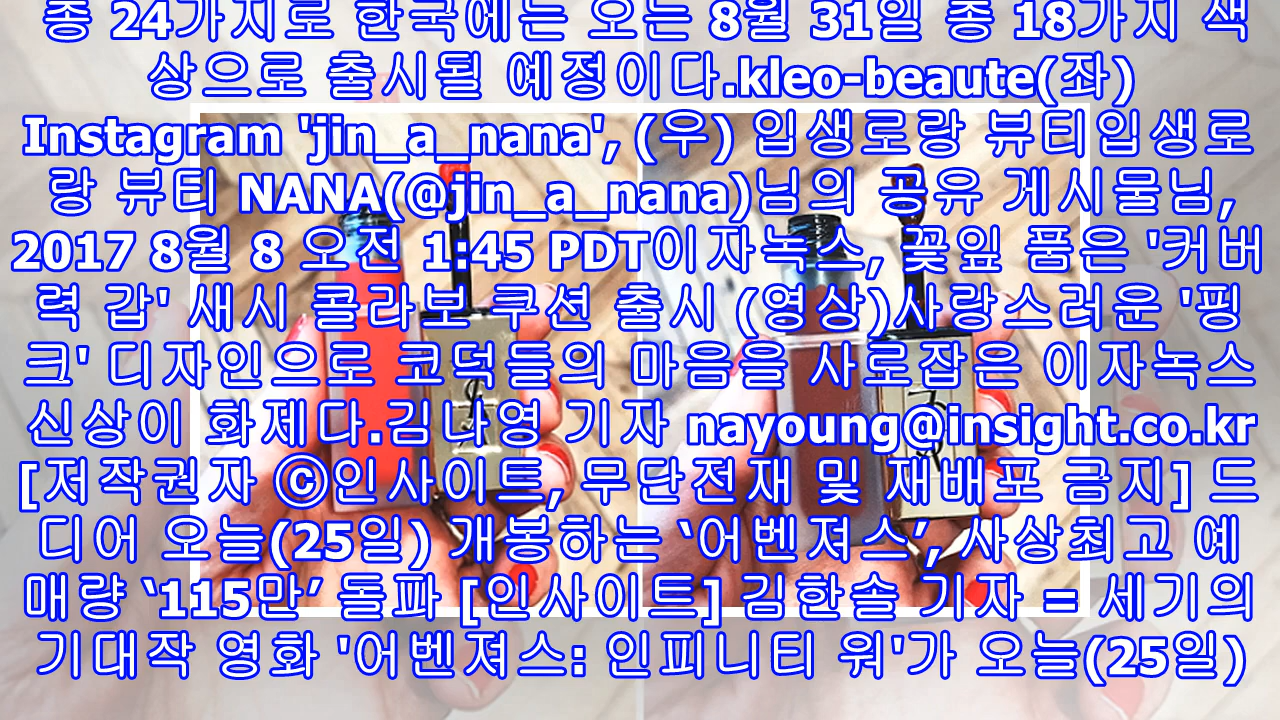 총 24가지로 한국에는 오는 8월 31일 총 18가지 색
상으로 출시될 예정이다.kleo-beaute(좌)
Instagram 'jin_a_nana', (우) 입생로랑 뷰티입생로
랑 뷰티 NANA(@jin_a_nana)님의 공유 게시물님,
2017 8월 8 오전 1:45 PDT이자녹스, 꽃잎 품은 '커버
력 갑' 새시 콜라보 쿠션 출시 (영상)사랑스러운 '핑
크' 디자인으로 코덕들의 마음을 사로잡은 이자녹스
신상이 화제다.김나영 기자 nayoung@insight.co.kr
[저작권자 ⓒ인사이트, 무단전재 및 재배포 금지] 드
디어 오늘(25일) 개봉하는 ‘어벤져스’, 사상최고 예
매량 ‘115만’ 돌파 [인사이트] 김한솔 기자 = 세기의
기대작 영화 '어벤져스: 인피니티 워'가 오늘(25일)